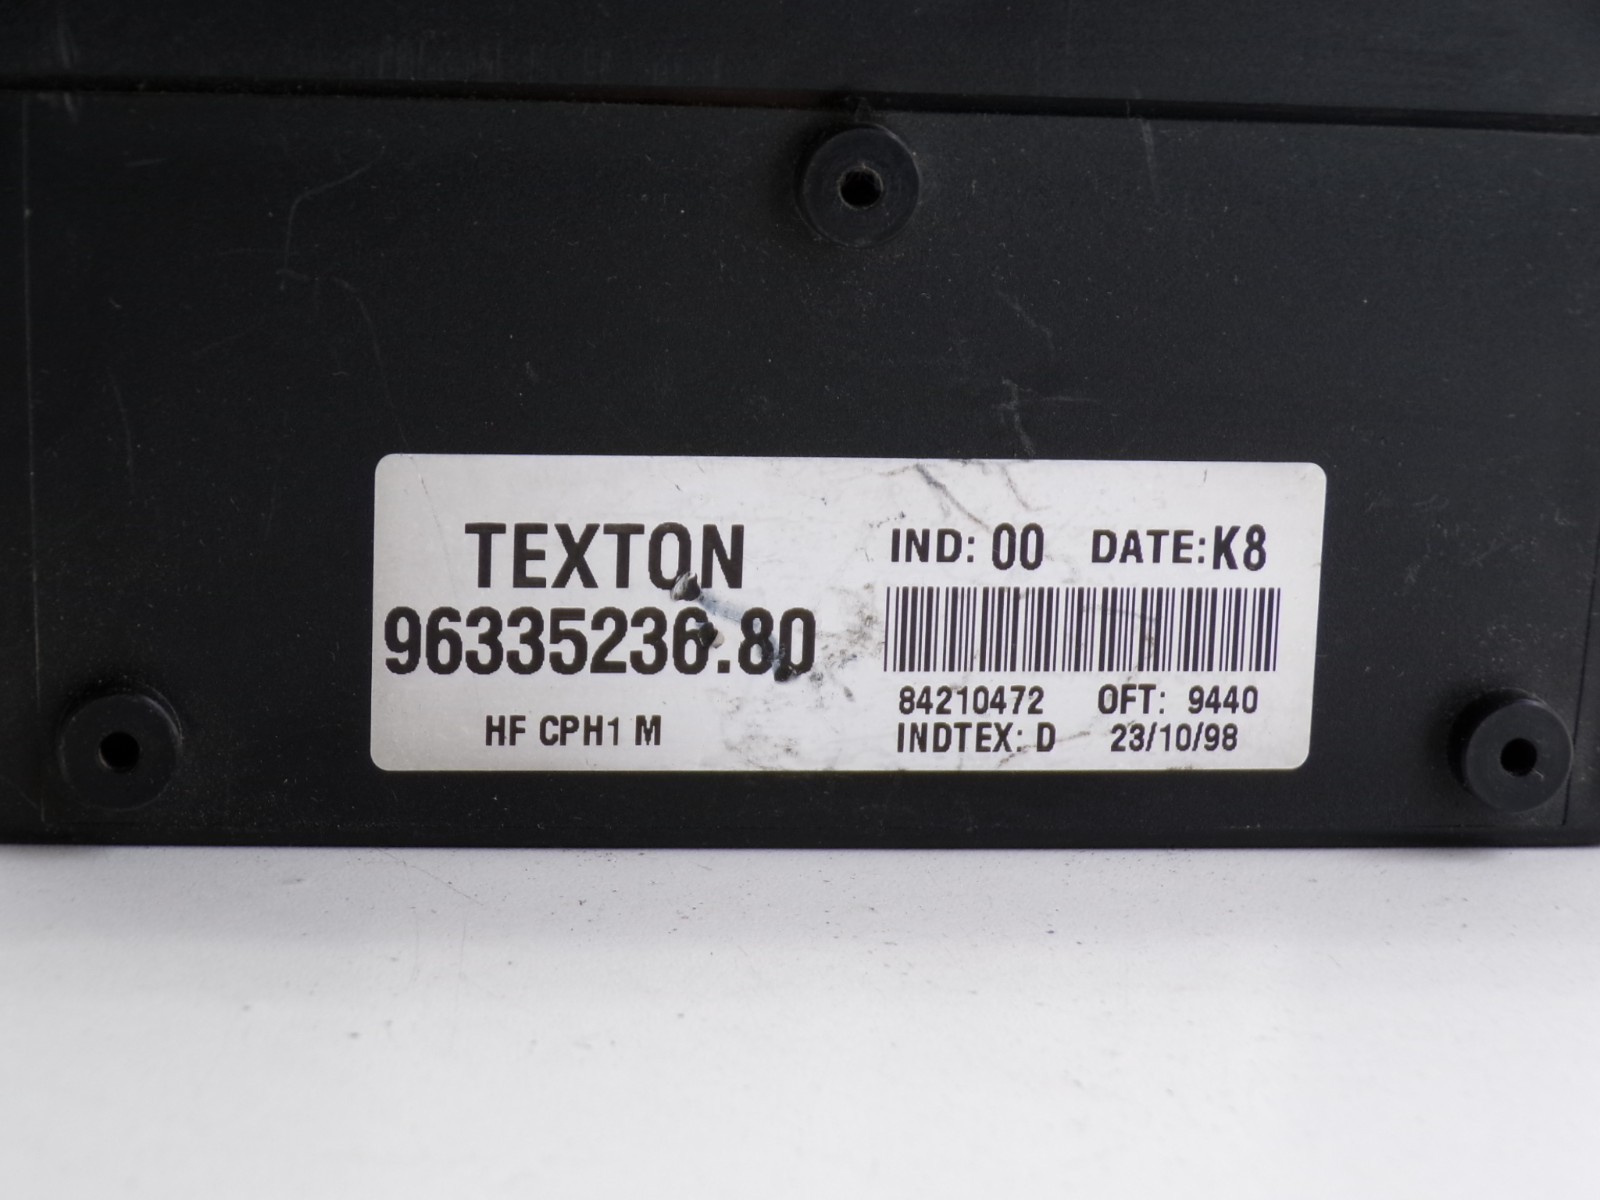 TEXTON
96335236.80
HF CPH1 M
IND: 00 DATE:K8
84210472 OFT: 9440
INDTEX: D 23/10/98